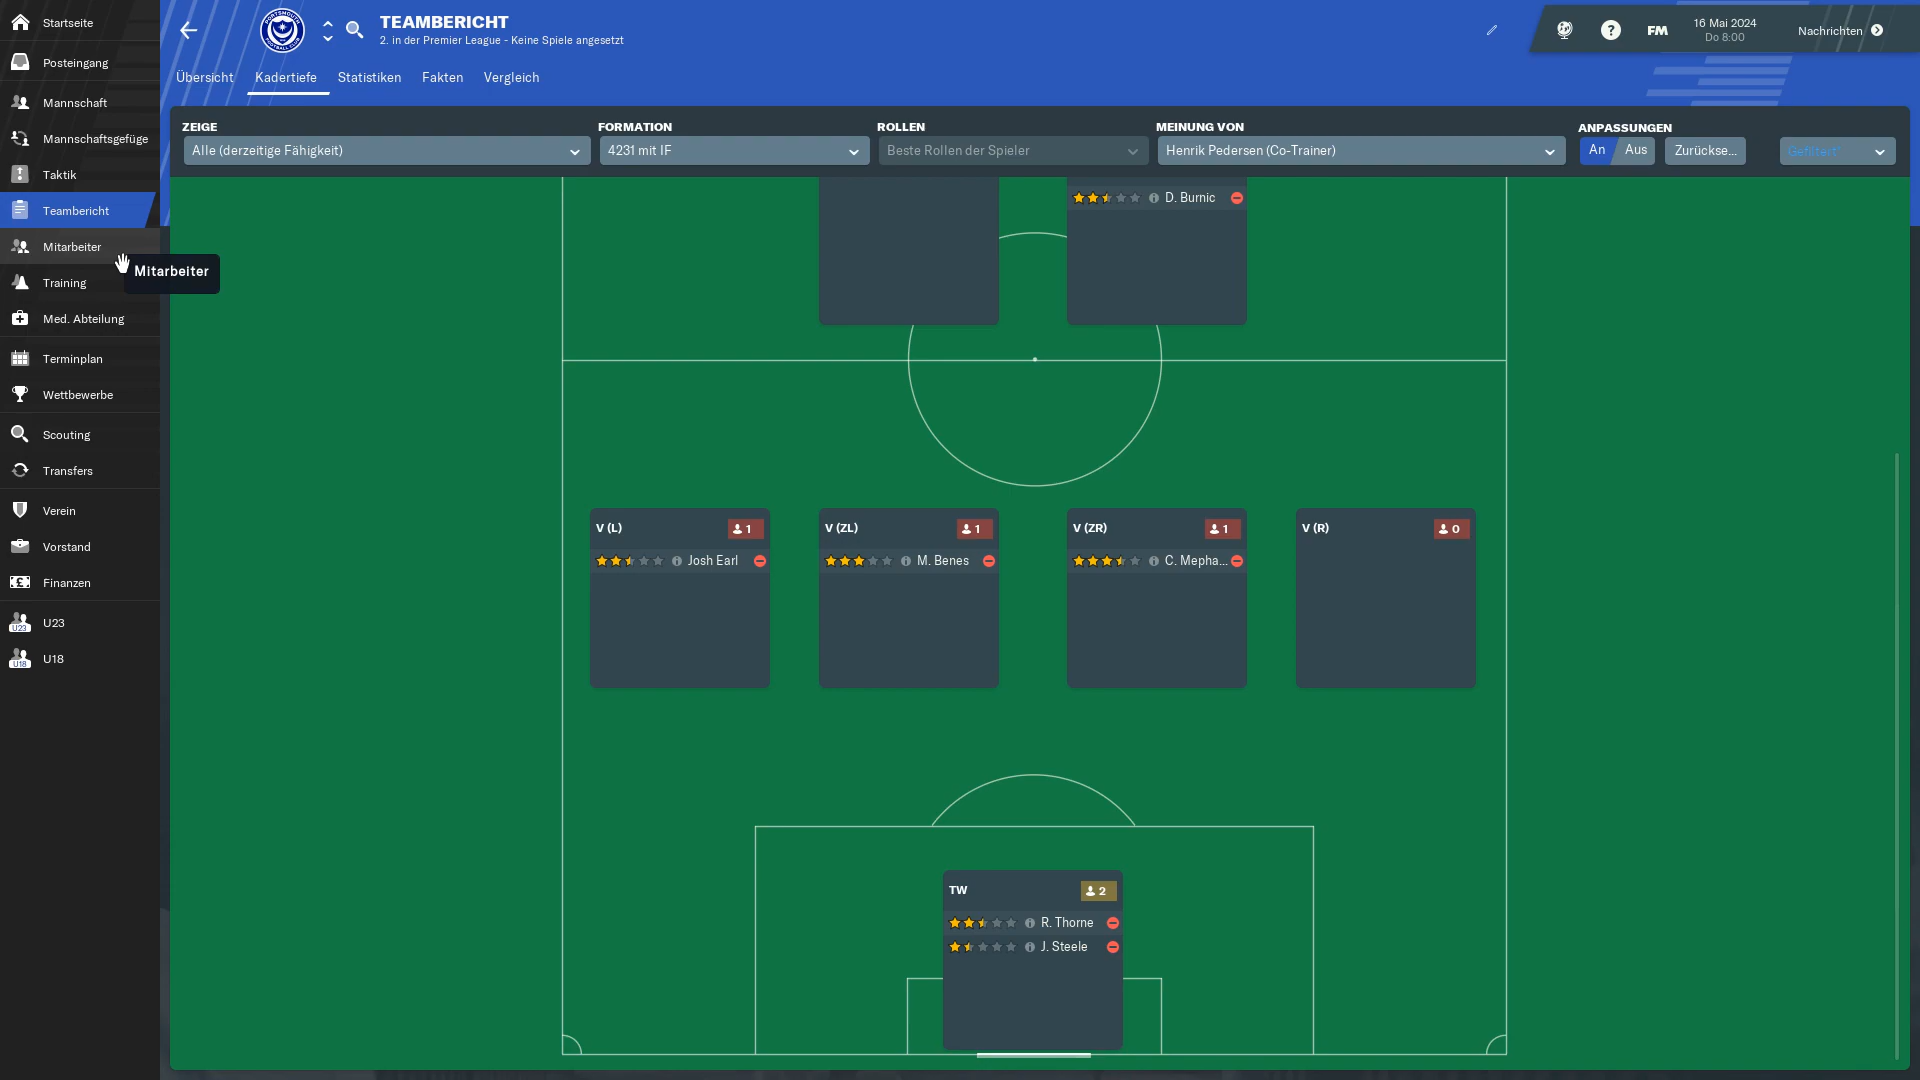 Startseite
Posteingang
Mannschaft
Mannschaftsgefüge
Taktik
Teambericht
Mitarbeiter
Mitarbeiter
Training
Med. Abteilung
Terminplan
Wettbewerbe
Scouting
Transfers
Verein
Vorstand
Finanzen
U23
U23
U18
U18
TEAMBERICHT
2. in der Premier League - Keine Spiele angesetzt
FM
16 Mai 2024
Do 8:00
Nachrichten
Übersicht
Kadertiefe
Statistiken
Fakten
Vergleich
ZEIGE
Alle (derzeitige Fähigkeit)
FORMATION
4231 mit IF
ROLLEN
Beste Rollen der Spieler
MEINUNG VON
Henrik Pedersen (Co-Trainer)
ANPASSUNGEN
An
Aus
Zurückse...
Gefiltert*
D. Burnic
V (L)
1
Josh Earl
V (ZL)
1
M. Benes
V (ZR)
1
C. Mepha...
V (R)
0
TW
2
R. Thorne
J. Steele